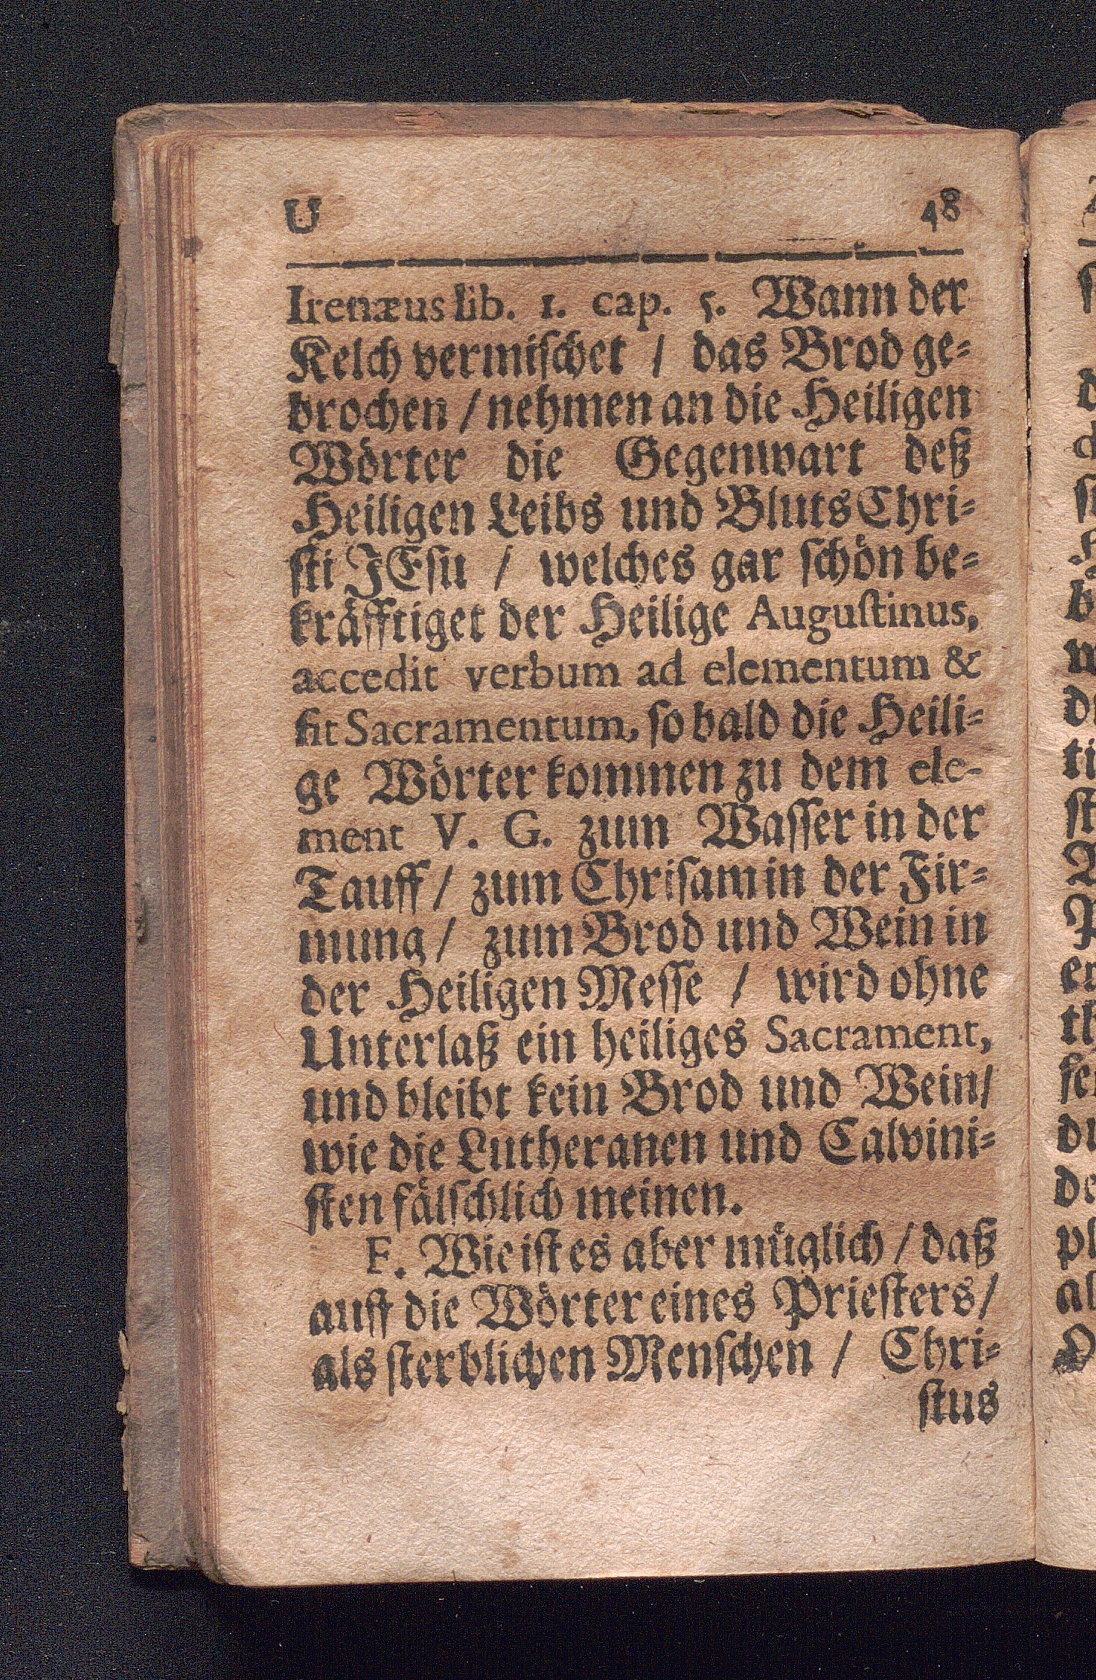 U 48
Irenæus lib. 1. cap. 5. Wann der
Kelch vermiſchet / das Brod ge-
brochen / nehmen an die Heiligen
Wörter die Gegenwart deß
Heiligen Leibs und Bluts Chri-
ſti JEſu / welches gar ſchön be-
kräfftiget der Heilige Auguſtinus,
accedit verbum ad elementum &
fit Sacramentum, ſo bald die Heili-
ge Wörter kommen zu dem ele-
ment V. G. zum Waſſer in der
Tauff / zum Chriſam in der Fir-
mung / zum Brod und Wein in
der Heiligen Meſſe / wird ohne
Unterlaß ein heiliges Sacrament,
und bleibt kein Brod und Wein/
wie die Lutheranen und Calvini-
ſten fälſchlich meinen.
F. Wie iſt es aber müglich / daß
auff die Wörter eines Prieſters/
als ſterblichen Menſchen / Chri-
ſtus